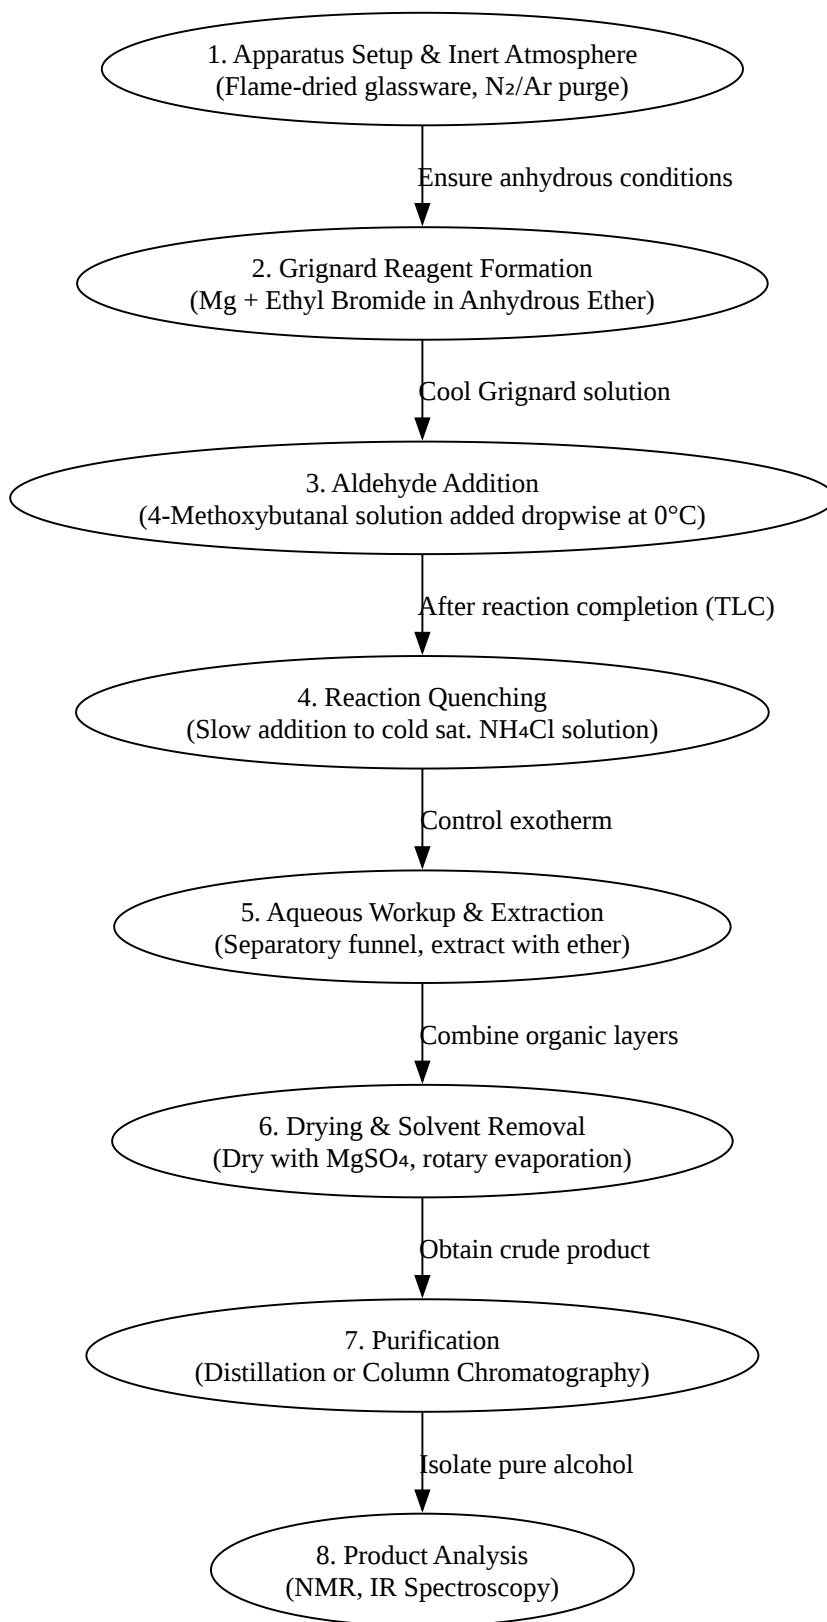 1. Apparatus Setup & Inert Atmosphere
(Flame-dried glassware, N₂/Ar purge)
Ensure anhydrous conditions
2. Grignard Reagent Formation
(Mg + Ethyl Bromide in Anhydrous Ether)
Cool Grignard solution
3. Aldehyde Addition
(4-Methoxybutanal solution added dropwise at 0°C)
After reaction completion (TLC)
4. Reaction Quenching
(Slow addition to cold sat. NH₄Cl solution)
Control exotherm
5. Aqueous Workup & Extraction
(Separatory funnel, extract with ether)
Combine organic layers
6. Drying & Solvent Removal
(Dry with MgSO₄, rotary evaporation)
Obtain crude product
7. Purification
(Distillation or Column Chromatography)
Isolate pure alcohol
8. Product Analysis
(NMR, IR Spectroscopy)